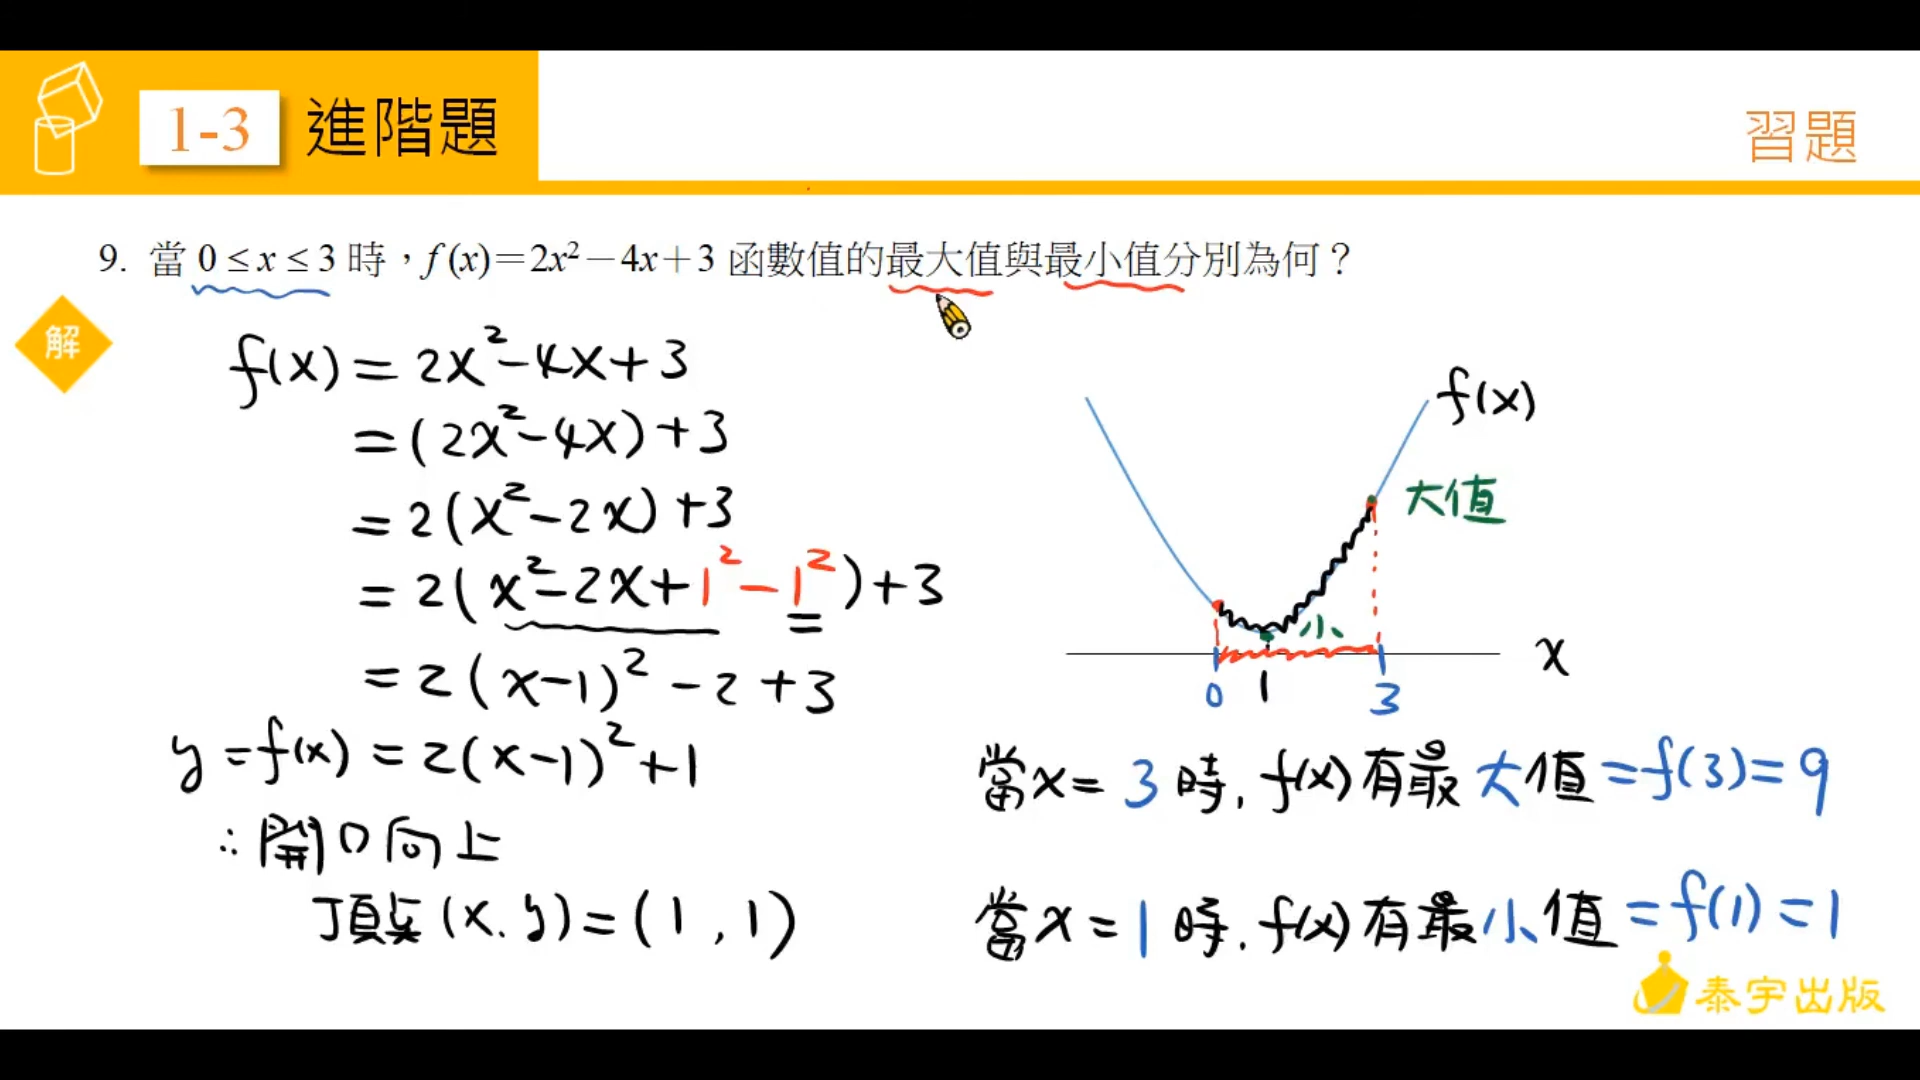 1-3 進階題
習題
9. 當 0 ≤ x ≤ 3 時，f (x)＝2x²－4x＋3 函數值的最大值與最小值分別為何？
解
f(x) = 2x²-4x+3
= (2x²-4x)+3
= 2(x²-2x)+3
= 2(x²-2x+1²-1²)+3
= 2(x-1)²-2+3
y = f(x) = 2(x-1)²+1
∴ 開口向上
頂点 (x, y) = (1, 1)
f(x)
大值
小
x
0 1 3
當x = 3 時, f(x) 有最大值 = f(3) = 9
當x = 1 時, f(x) 有最小值 = f(1) = 1
泰宇出版